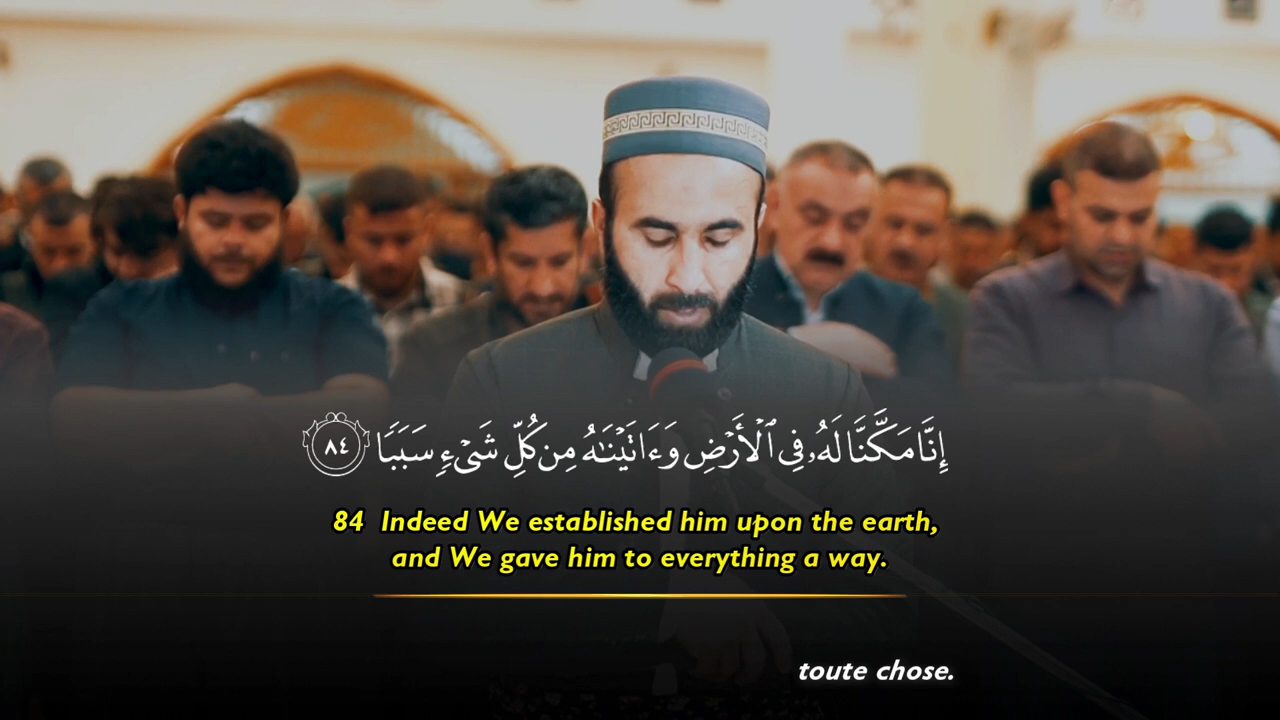 إِنَّا مَكَّنَّا لَهُۥ فِى ٱلْأَرْضِ وَءَاتَيْنَٰهُ مِن كُلِّ شَىْءٍ سَبَبًا ٨٤
84 Indeed We established him upon the earth,
and We gave him to everything a way.
toute chose.